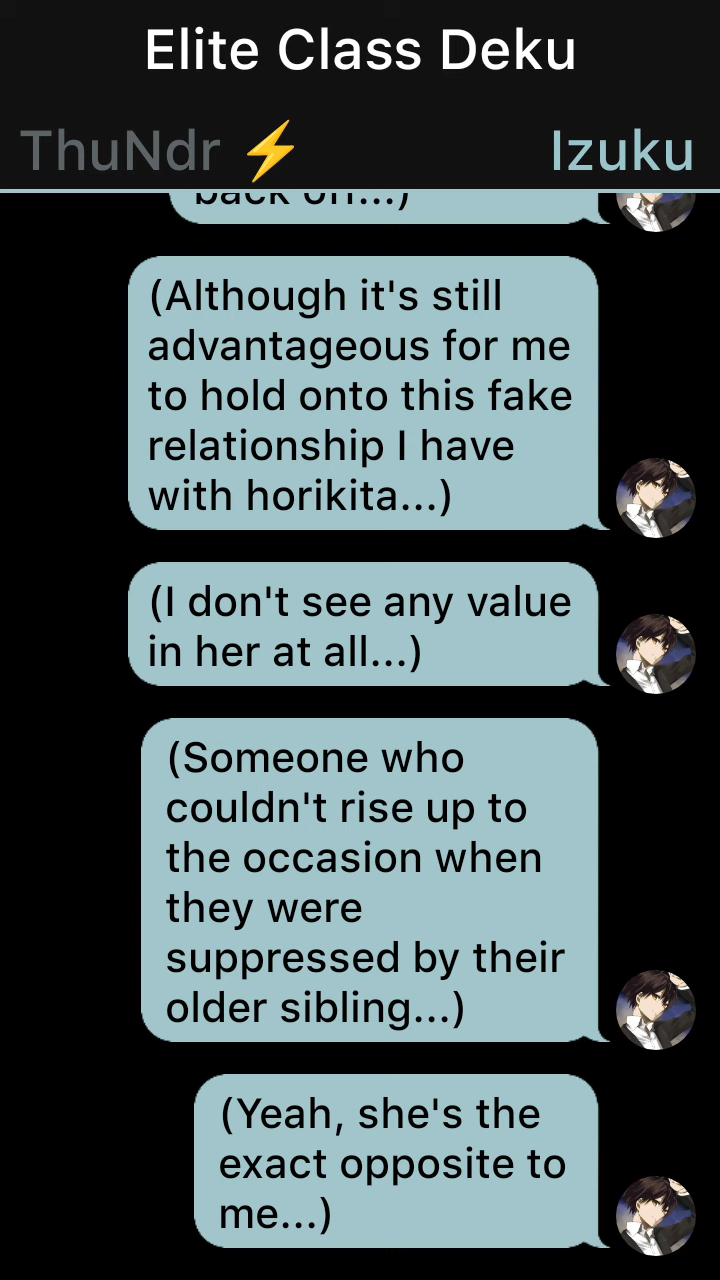 Elite Class Deku
ThuNdr ⚡ Izuku
back off...)
(Although it's still
advantageous for me
to hold onto this fake
relationship I have
with horikita...)
(I don't see any value
in her at all...)
(Someone who
couldn't rise up to
the occasion when
they were
suppressed by their
older sibling...)
(Yeah, she's the
exact opposite to
me...)